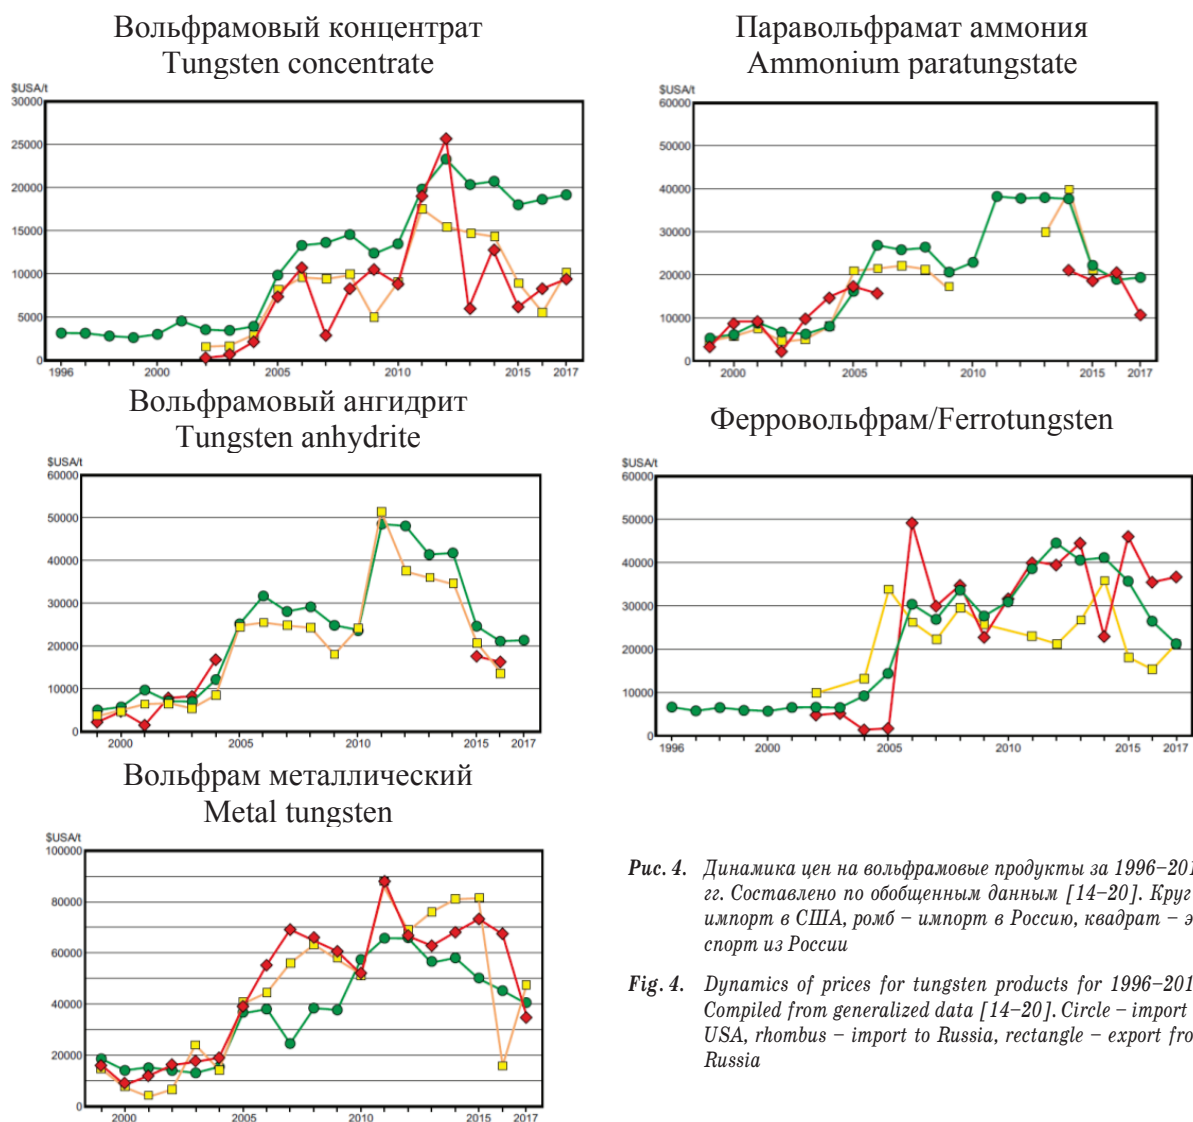 Вольфрамовый концентрат
Tungsten concentrate
$USA/t
30000
25000
20000
15000
10000
5000
0
1996
2000
2005
2010
2015
2017
Паравольфрамат аммония
Ammonium paratungstate
$USA/t
60000
50000
40000
30000
20000
10000
0
2000
2005
2010
2015
2017
Вольфрамовый ангидрит
Tungsten anhydrite
$USA/t
60000
50000
40000
30000
20000
10000
0
2000
2005
2010
2015
2017
Ферровольфрам/Ferrotungsten
$USA/t
60000
50000
40000
30000
20000
10000
0
1996
2000
2005
2010
2015
2017
Вольфрам металлический
Metal tungsten
$USA/t
100000
80000
60000
40000
20000
0
2000
2005
2010
2015
2017
Рис. 4. Динамика цен на вольфрамовые продукты за 1996–201
гг. Составлено по обобщенным данным [14–20]. Круг
импорт в США, ромб – импорт в Россию, квадрат – э
спорт из России
Fig. 4. Dynamics of prices for tungsten products for 1996–201
Compiled from generalized data [14–20]. Circle – import
USA, rhombus – import to Russia, rectangle – export fro
Russia